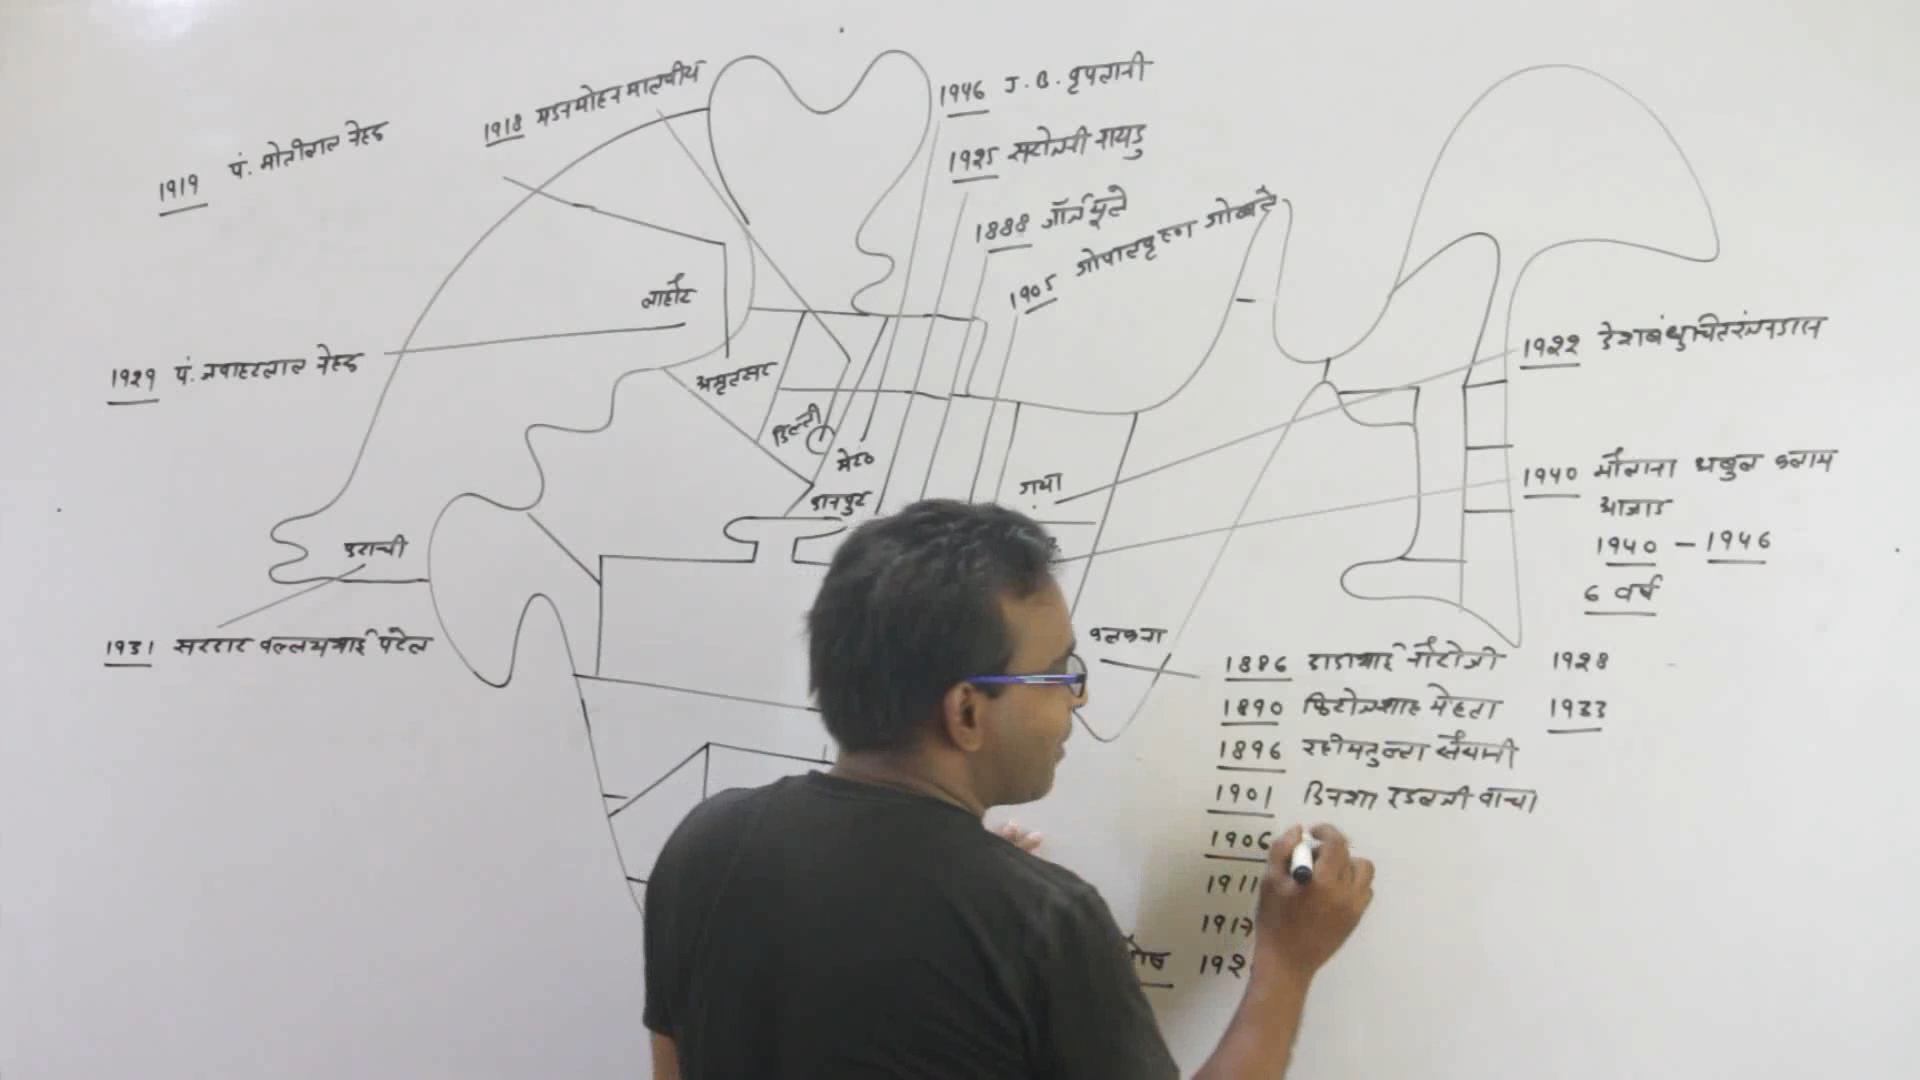 1946 J. B. कृपलानी
1918 मदनमोहन मालवीय
1919 पं. मोतीलाल नेहरू
1925 सरोजनी नायडु
1888 जॉर्ज यूले
1905 गोपालकृष्ण गोखले
लाहौर
1929 पं. जवाहरलाल नेहरू
1922 देशबंधु चितरंजनदास
अमृतसर
दिल्ली
मेरठ
कानपुर
गया
1940 मौलाना अबुल कलाम
आजाद
1940 - 1946
6 वर्ष
कराची
1931 सरदार वल्लभभाई पटेल
कलकत्ता
1886 दादाभाई नौरोजी 1928
1890 फिरोजशाह मेहता 1933
1896 रहीमतुल्ला सयानी
1901 दिनशा इडलजी वाचा
1906
1911
1917